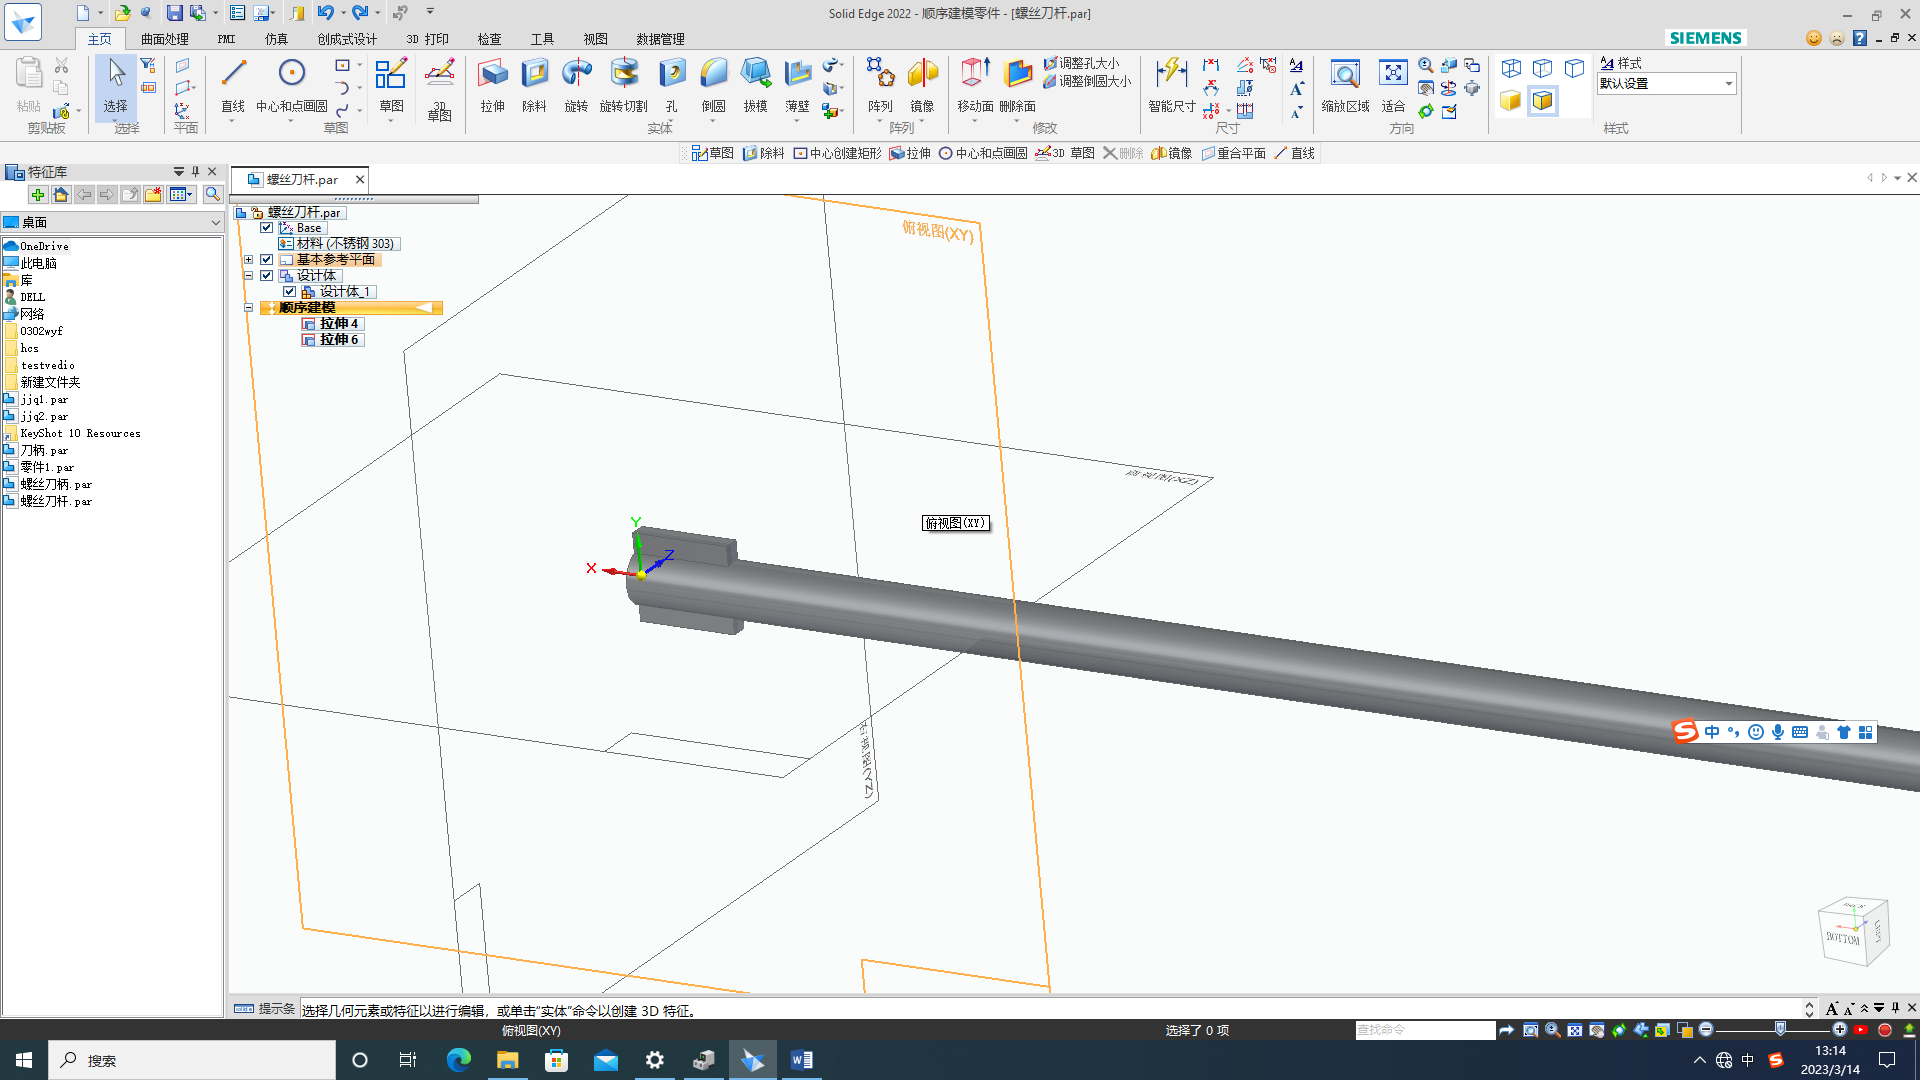 Solid Edge 2022 - 顺序建模零件 - [螺丝刀杆.par]
主页 曲面处理 PMI 仿真 创成式设计 3D 打印 检查 工具 视图 数据管理
SIEMENS
粘贴 选择 直线 中心和点画圆 草图 3D 草图 拉伸 除料 旋转 旋转切割 孔 倒圆 拔模 薄壁 阵列 镜像 移动面 删除面 调整孔大小 调整倒圆大小 智能尺寸 缩放区域 适合 样式 默认设置
剪贴板 选择 平面 草图 实体 阵列 修改 尺寸 方向 样式
草图 除料 中心创建矩形 拉伸 中心和点画圆 3D 草图 删除 镜像 重合平面 直线
特征库
螺丝刀杆.par
桌面
OneDrive
此电脑
库
DELL
网络
0302wyf
hcs
testvedio
新建文件夹
jjq1.par
jjq2.par
KeyShot 10 Resources
刀柄.par
零件1.par
螺丝刀柄.par
螺丝刀杆.par
螺丝刀杆.par
Base
材料 (不锈钢 303)
基本参考平面
设计体
设计体_1
顺序建模
拉伸 4
拉伸 6
俯视图(XY)
俯视图(XY)
右视图(YZ)
X
Y
Z
BOTTOM
中
提示条
选择几何元素或特征以进行编辑，或单击“实体”命令以创建 3D 特征。
俯视图(XY)
选择了 0 项
查找命令
搜索
中
13:14
2023/3/14